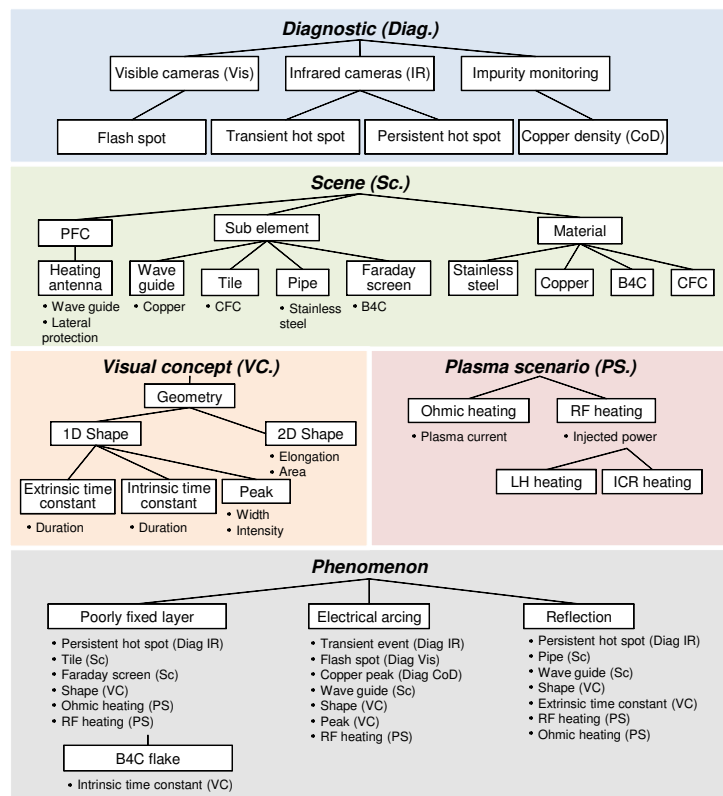 Diagnostic (Diag.)
Visible cameras (Vis)
Infrared cameras (IR)
Impurity monitoring
Flash spot
Transient hot spot
Persistent hot spot
Copper density (CoD)
Scene (Sc.)
PFC
Sub element
Material
Heating
antenna
• Wave guide
• Lateral
protection
Wave
guide
• Copper
Tile
• CFC
Pipe
• Stainless
steel
Faraday
screen
• B4C
Stainless
steel
Copper
B4C
CFC
Visual concept (VC.)
Geometry
1D Shape
2D Shape
• Elongation
• Area
Extrinsic time
constant
• Duration
Intrinsic time
constant
• Duration
Peak
• Width
• Intensity
Plasma scenario (PS.)
Ohmic heating
• Plasma current
RF heating
• Injected power
LH heating
ICR heating
Phenomenon
Poorly fixed layer
• Persistent hot spot (Diag IR)
• Tile (Sc)
• Faraday screen (Sc)
• Shape (VC)
• Ohmic heating (PS)
• RF heating (PS)
B4C flake
• Intrinsic time constant (VC)
Electrical arcing
• Transient event (Diag IR)
• Flash spot (Diag Vis)
• Copper peak (Diag CoD)
• Wave guide (Sc)
• Shape (VC)
• Peak (VC)
• RF heating (PS)
Reflection
• Persistent hot spot (Diag IR)
• Pipe (Sc)
• Wave guide (Sc)
• Shape (VC)
• Extrinsic time constant (VC)
• RF heating (PS)
• Ohmic heating (PS)